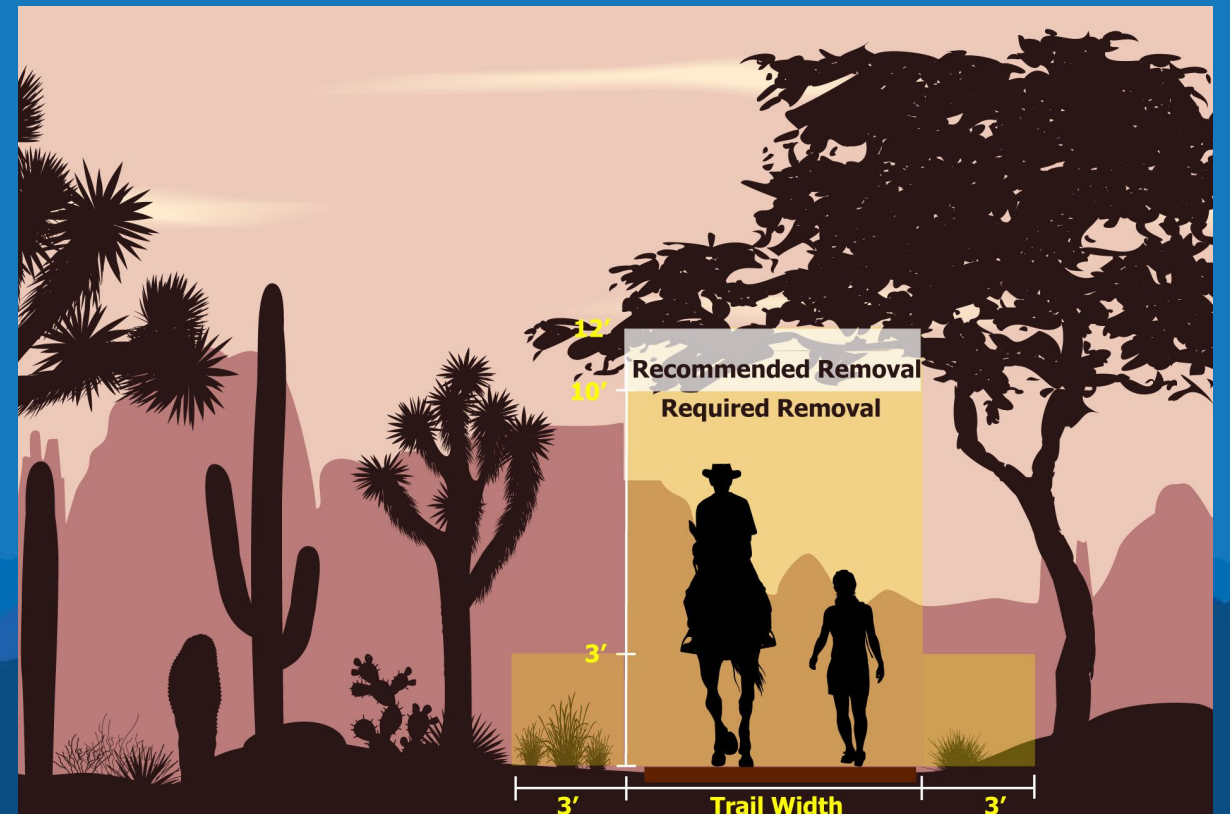 12′
Recommended Removal
10′
Required Removal
3′
3′
Trail Width
3′